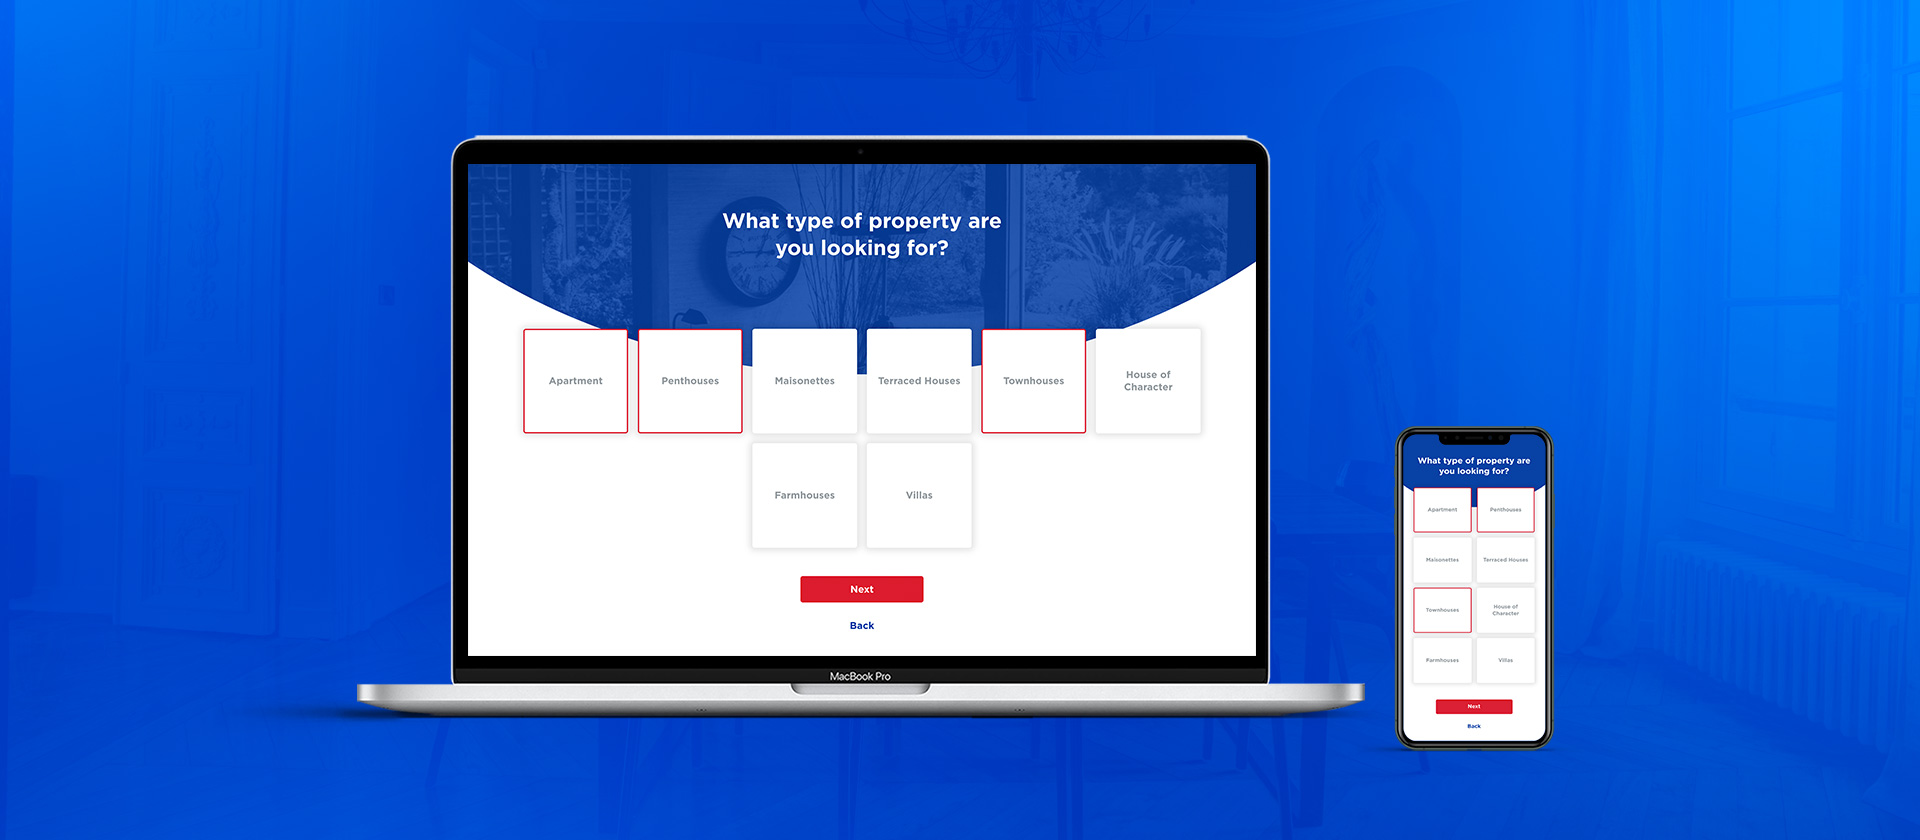 What type of property are
you looking for?
Apartment
Penthouses
Maisonettes
Terraced Houses
Townhouses
House of
Character
Farmhouses
Villas
Next
Back
MacBook Pro
What type of property are
you looking for?
Apartment
Penthouses
Maisonettes
Terraced Houses
Townhouses
House of
Character
Farmhouses
Villas
Next
Back